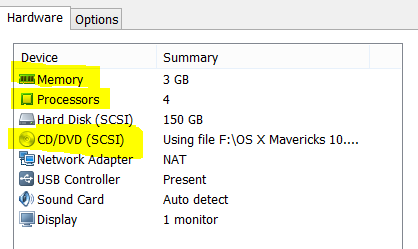 Hardware Options
Device Summary
Memory 3 GB
Processors 4
Hard Disk (SCSI) 150 GB
CD/DVD (SCSI) Using file F:\OS X Mavericks 10....
Network Adapter NAT
USB Controller Present
Sound Card Auto detect
Display 1 monitor